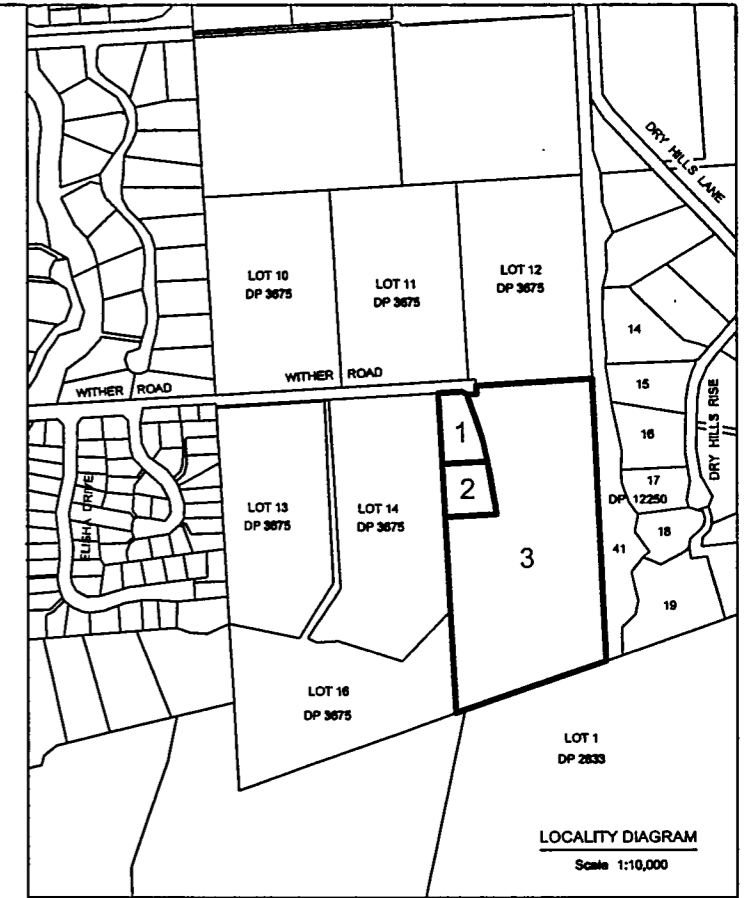 DRY HILLS LANE
LOT 10
DP 3675
LOT 11
DP 3675
LOT 12
DP 3675
14
WITHER ROAD
WITHER ROAD
15
DRY HILLS RISE
1
16
2
17
DP 12250
ELISHA DRIVE
LOT 13
DP 3675
LOT 14
DP 3675
18
3
41
19
LOT 16
DP 3675
LOT 1
DP 2833
LOCALITY DIAGRAM
Scale 1:10,000